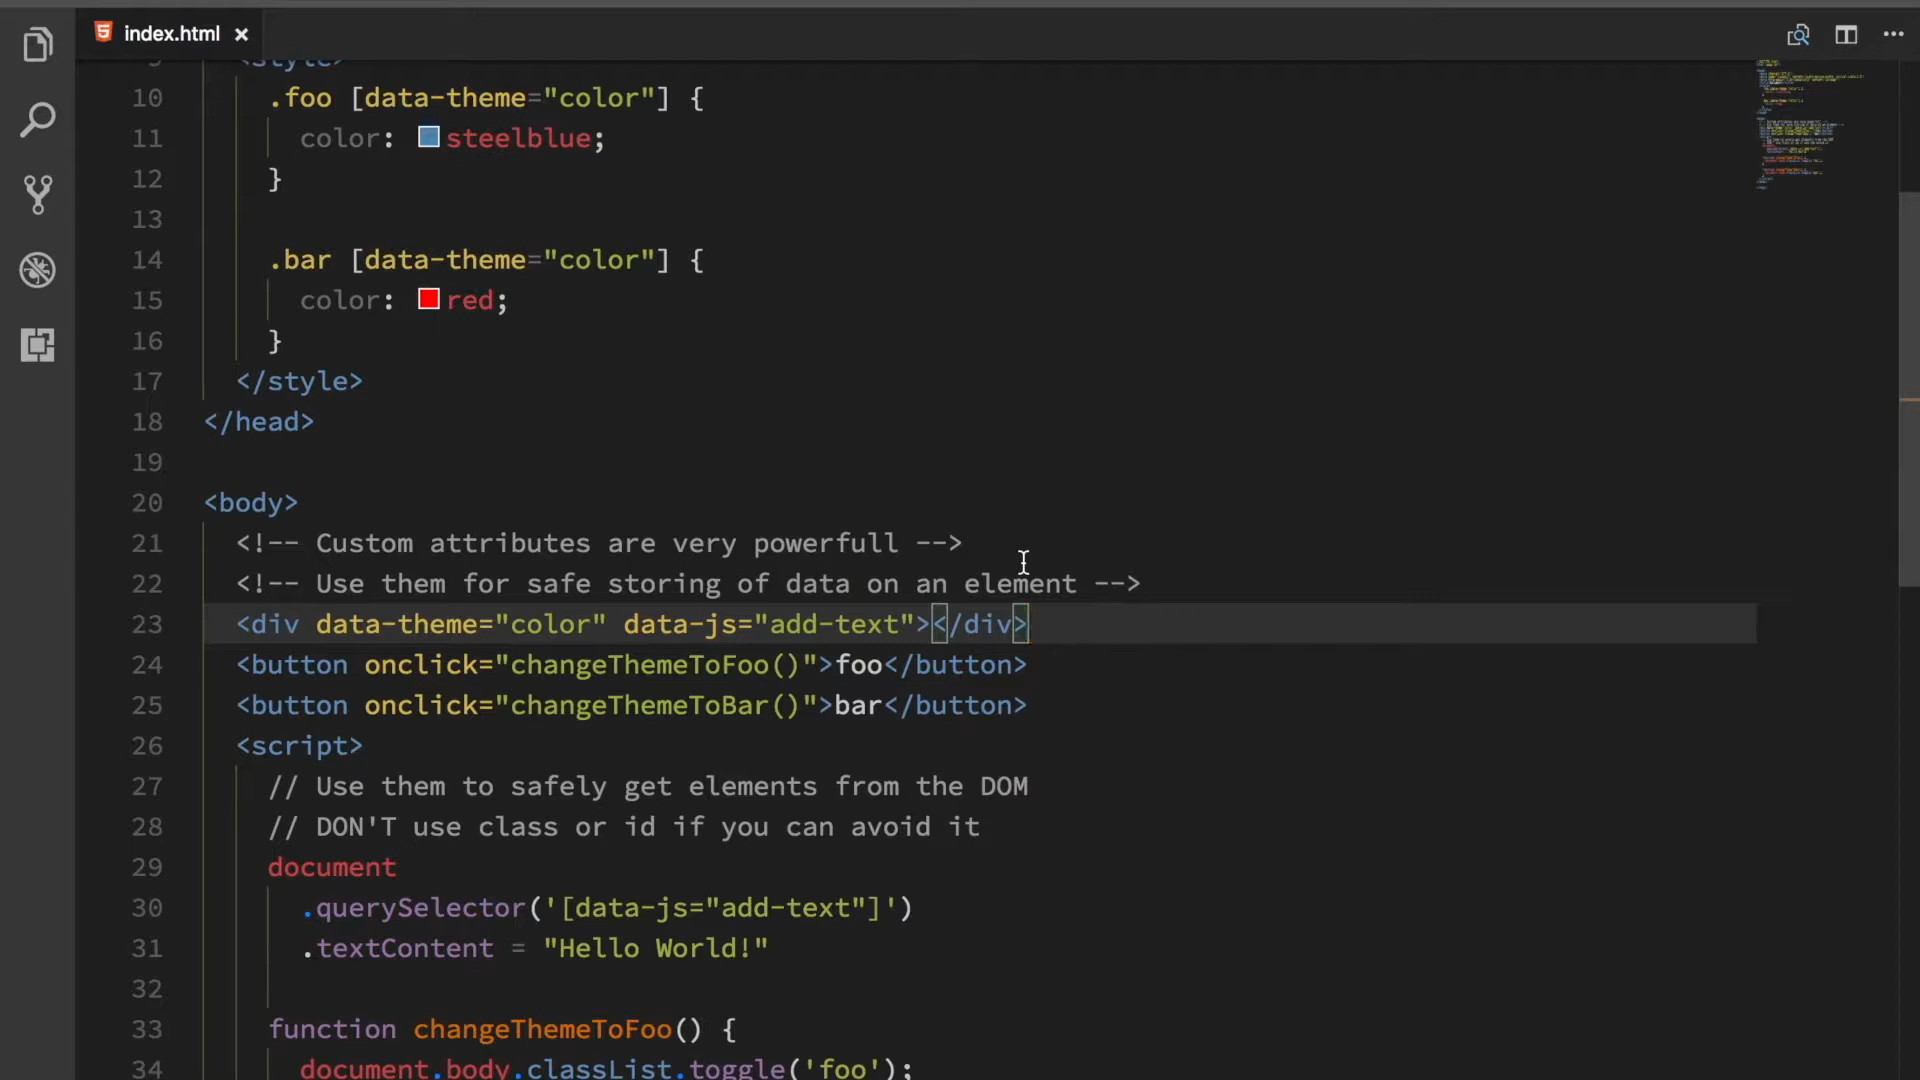 index.html ×
9 <style>
10 .foo [data-theme="color"] {
11 color: steelblue;
12 }
13
14 .bar [data-theme="color"] {
15 color: red;
16 }
17 </style>
18 </head>
19
20 <body>
21 <!-- Custom attributes are very powerfull -->
22 <!-- Use them for safe storing of data on an element -->
23 <div data-theme="color" data-js="add-text"></div>
24 <button onclick="changeThemeToFoo()">foo</button>
25 <button onclick="changeThemeToBar()">bar</button>
26 <script>
27 // Use them to safely get elements from the DOM
28 // DON'T use class or id if you can avoid it
29 document
30 .querySelector('[data-js="add-text"]')
31 .textContent = "Hello World!"
32
33 function changeThemeToFoo() {
34 document.body.classList.toggle('foo');